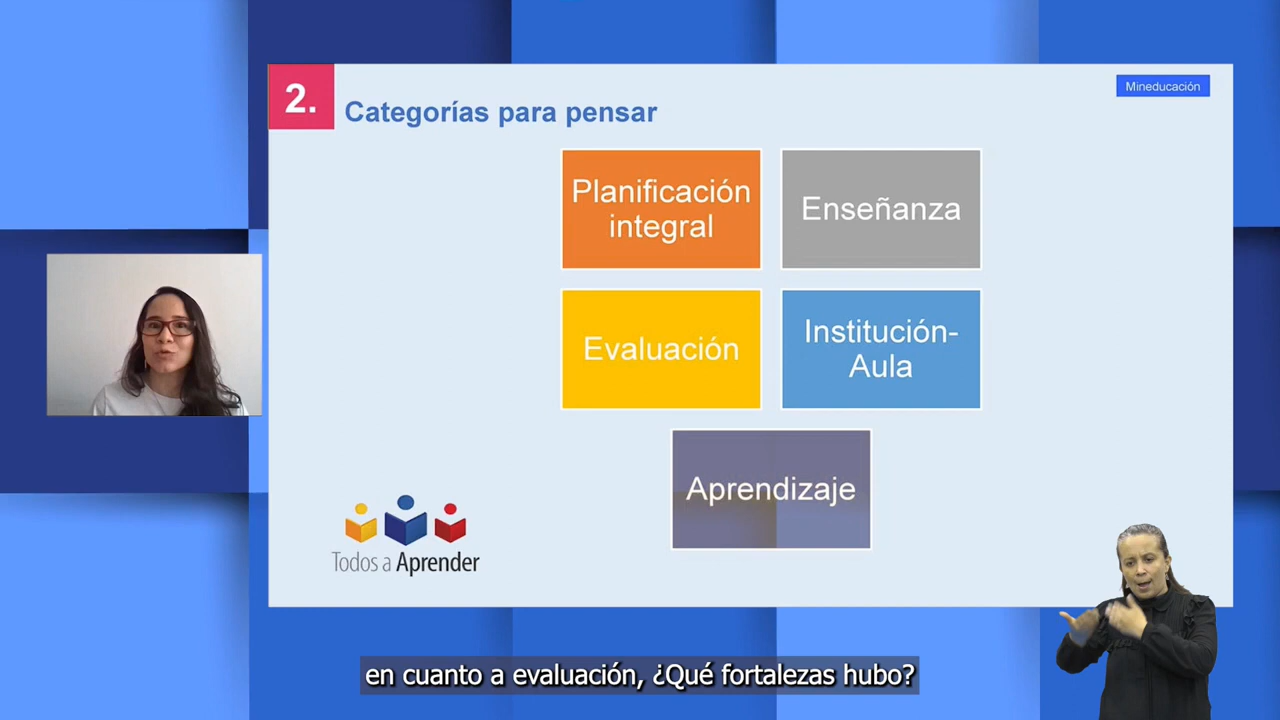 2.
Categorías para pensar
Mineducación
Planificación
integral
Enseñanza
Evaluación
Institución-
Aula
Aprendizaje
Todos a Aprender
en cuanto a evaluación, ¿Qué fortalezas hubo?